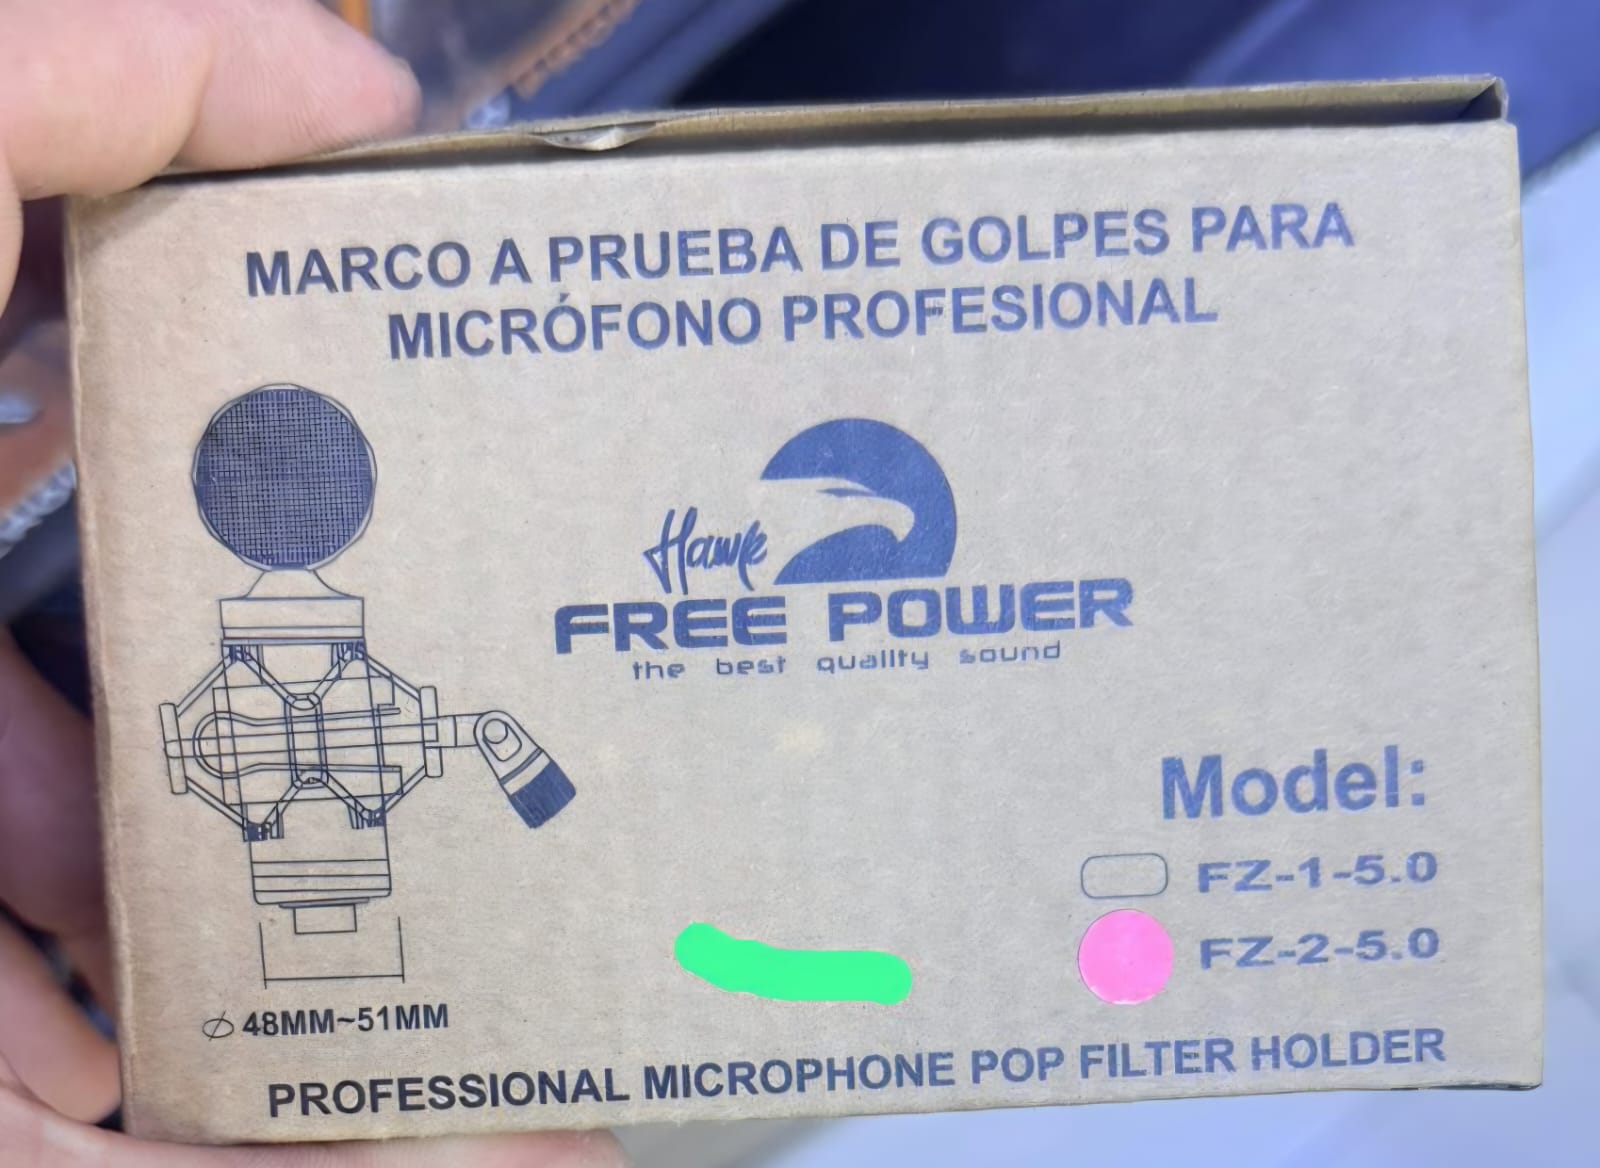 MARCO A PRUEBA DE GOLPES PARA
MICRÓFONO PROFESIONAL
Hawk
FREE POWER
the best quality sound
Model:
FZ-1-5.0
FZ-2-5.0
Ø 48MM~51MM
PROFESSIONAL MICROPHONE POP FILTER HOLDER